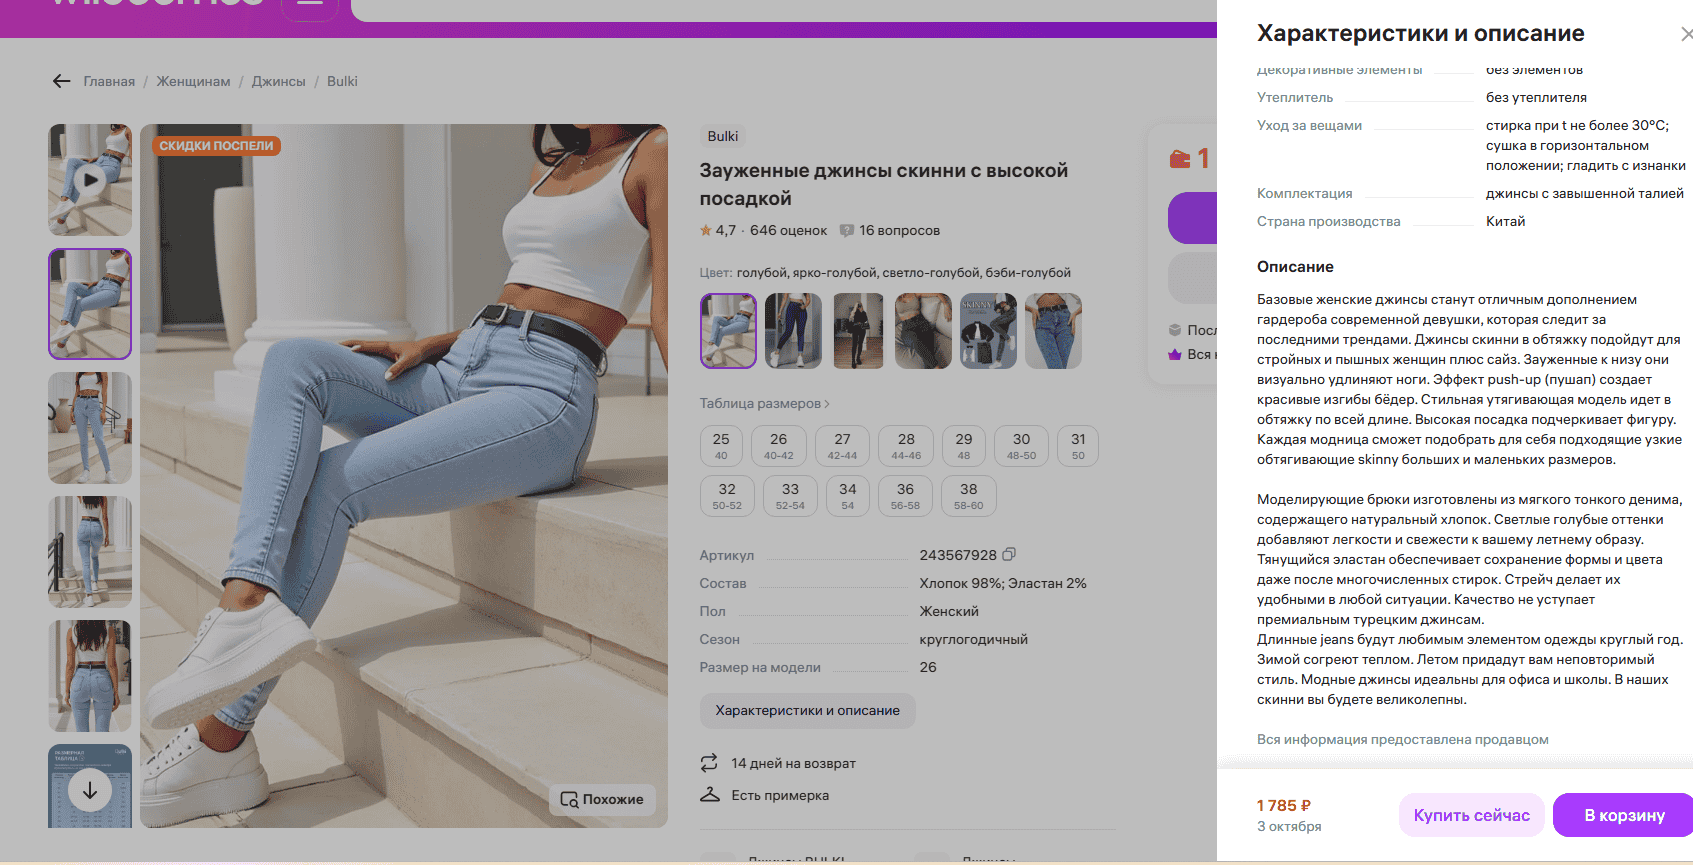 Главная / Женщинам / Джинсы / Bulki
СКИДКИ ПОСПЕЛИ
Похожие
Bulki
Зауженные джинсы скинни с высокой
посадкой
4,7 · 646 оценок 16 вопросов
Цвет: голубой, ярко-голубой, светло-голубой, бэби-голубой
SKINNY
Таблица размеров
25 26 27 28 29 30 31
40 40-42 42-44 44-46 48 48-50 50
32 33 34 36 38
50-52 52-54 54 56-58 58-60
Артикул 243567928
Состав Хлопок 98%; Эластан 2%
Пол Женский
Сезон круглогодичный
Размер на модели 26
Характеристики и описание
14 дней на возврат
Есть примерка
Джинсы BULKI
Джинсы
1
Посл
Вся н
Характеристики и описание
Декоративные элементы без элементов
Утеплитель без утеплителя
Уход за вещами стирка при t не более 30°C;
сушка в горизонтальном
положении; гладить с изнанки
Комплектация джинсы с завышенной талией
Страна производства Китай
Описание
Базовые женские джинсы станут отличным дополнением
гардероба современной девушки, которая следит за
последними трендами. Джинсы скинни в обтяжку подойдут для
стройных и пышных женщин плюс сайз. Зауженные к низу они
визуально удлиняют ноги. Эффект push-up (пушап) создает
красивые изгибы бёдер. Стильная утягивающая модель идет в
обтяжку по всей длине. Высокая посадка подчеркивает фигуру.
Каждая модница сможет подобрать для себя подходящие узкие
обтягивающие skinny больших и маленьких размеров.
Моделирующие брюки изготовлены из мягкого тонкого денима,
содержащего натуральный хлопок. Светлые голубые оттенки
добавляют легкости и свежести к вашему летнему образу.
Тянущийся эластан обеспечивает сохранение формы и цвета
даже после многочисленных стирок. Стрейч делает их
удобными в любой ситуации. Качество не уступает
премиальным турецким джинсам.
Длинные jeans будут любимым элементом одежды круглый год.
Зимой согреют теплом. Летом придадут вам неповторимый
стиль. Модные джинсы идеальны для офиса и школы. В наших
скинни вы будете великолепны.
Вся информация предоставлена продавцом
1 785 ₽
3 октября
Купить сейчас
В корзину